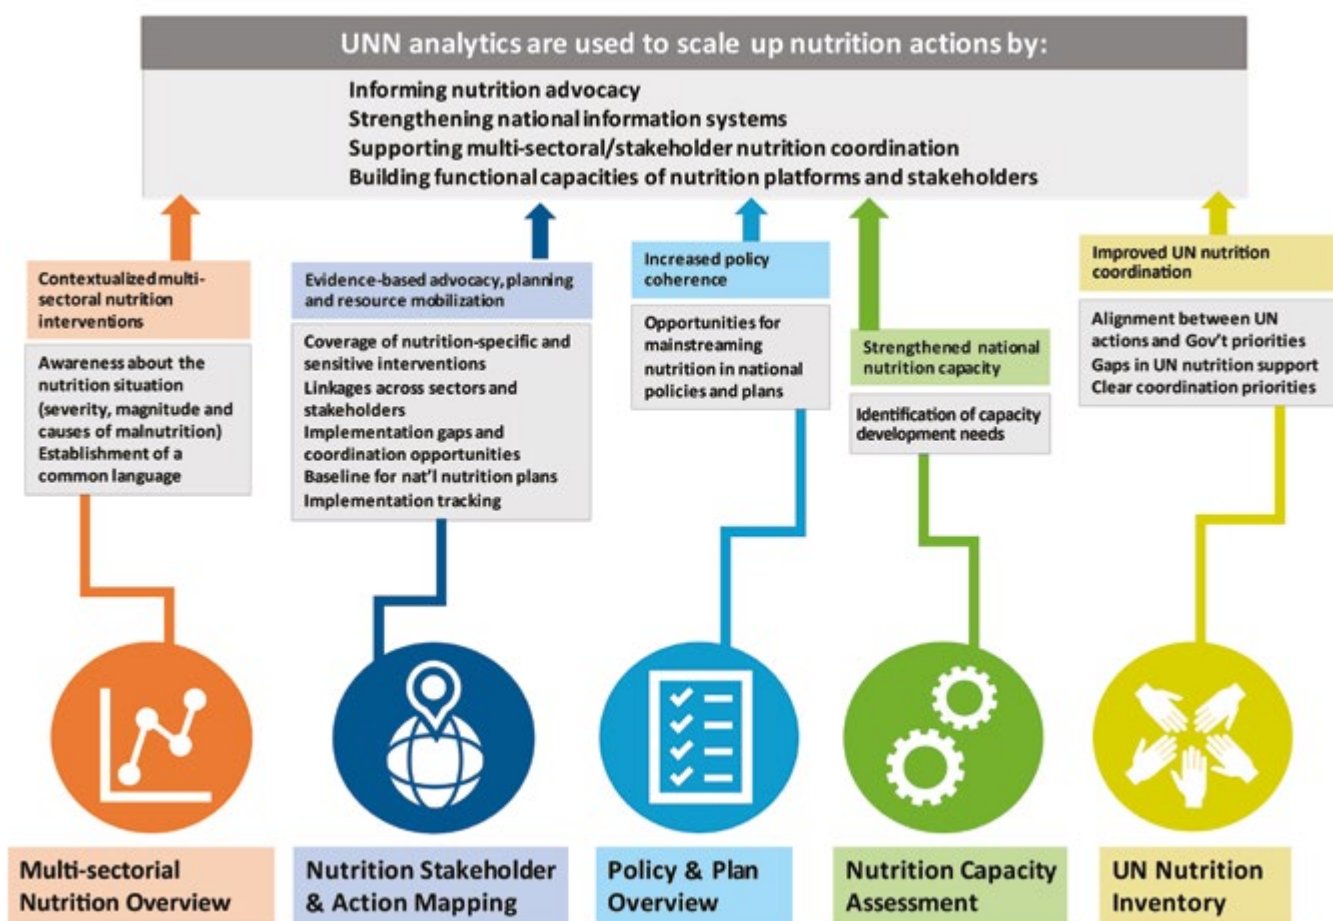 UNN analytics are used to scale up nutrition actions by:
Informing nutrition advocacy
Strengthening national information systems
Supporting multi-sectoral/stakeholder nutrition coordination
Building functional capacities of nutrition platforms and stakeholders
Contextualized multi-
sectoral nutrition
interventions
Awareness about the
nutrition situation
(severity, magnitude and
causes of malnutrition)
Establishment of a
common language
Evidence-based advocacy, planning
and resource mobilization
Coverage of nutrition-specific and
sensitive interventions
Linkages across sectors and
stakeholders
Implementation gaps and
coordination opportunities
Baseline for nat'l nutrition plans
Implementation tracking
Increased policy
coherence
Opportunities for
mainstreaming
nutrition in national
policies and plans
Strengthened national
nutrition capacity
Identification of capacity
development needs
Improved UN nutrition
coordination
Alignment between UN
actions and Gov't priorities
Gaps in UN nutrition support
Clear coordination priorities
Multi-sectorial
Nutrition Overview
Nutrition Stakeholder
& Action Mapping
Policy & Plan
Overview
Nutrition Capacity
Assessment
UN Nutrition
Inventory